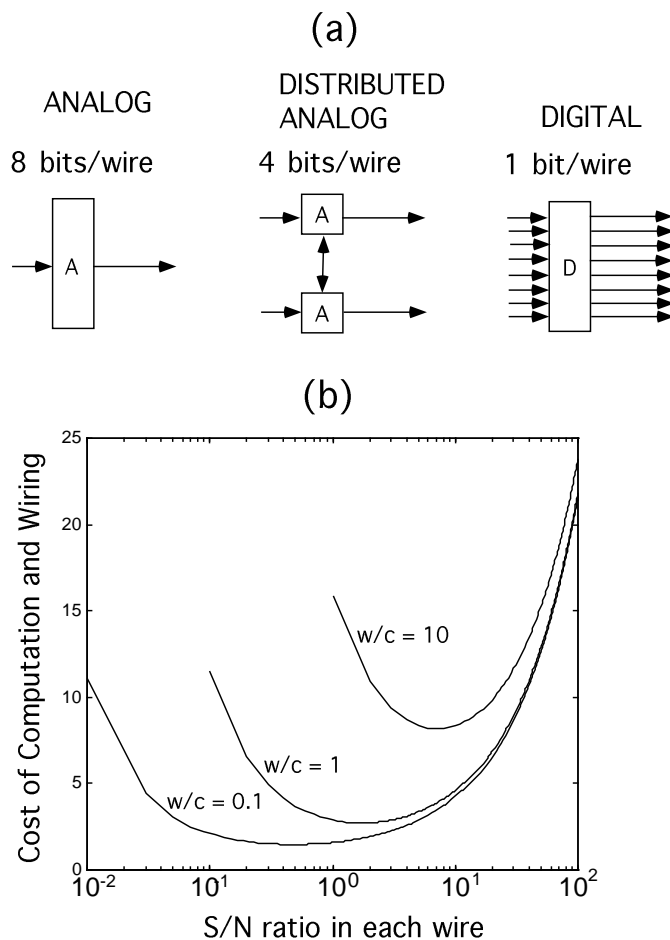 (a)
ANALOG
8 bits/wire
A
DISTRIBUTED
ANALOG
4 bits/wire
A
A
DIGITAL
1 bit/wire
D
(b)
Cost of Computation and Wiring
25
20
15
10
5
0
w/c = 10
w/c = 1
w/c = 0.1
10-2
101
100
101
102
S/N ratio in each wire